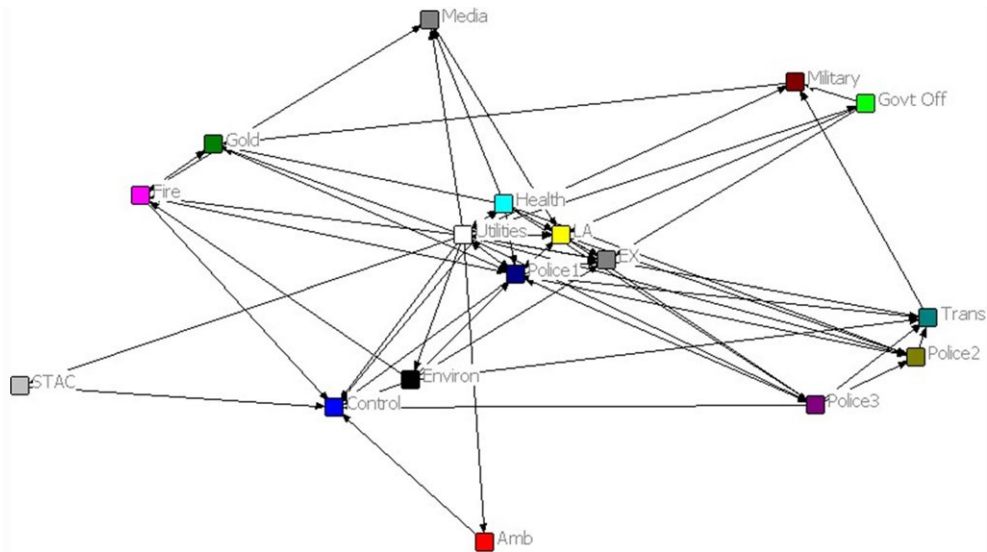 Media
Military
Govt Off
Gold
Fire
Health
Utilities
LA
EX
Police1
Trans
Police2
Environ
STAC
Control
Police3
Amb